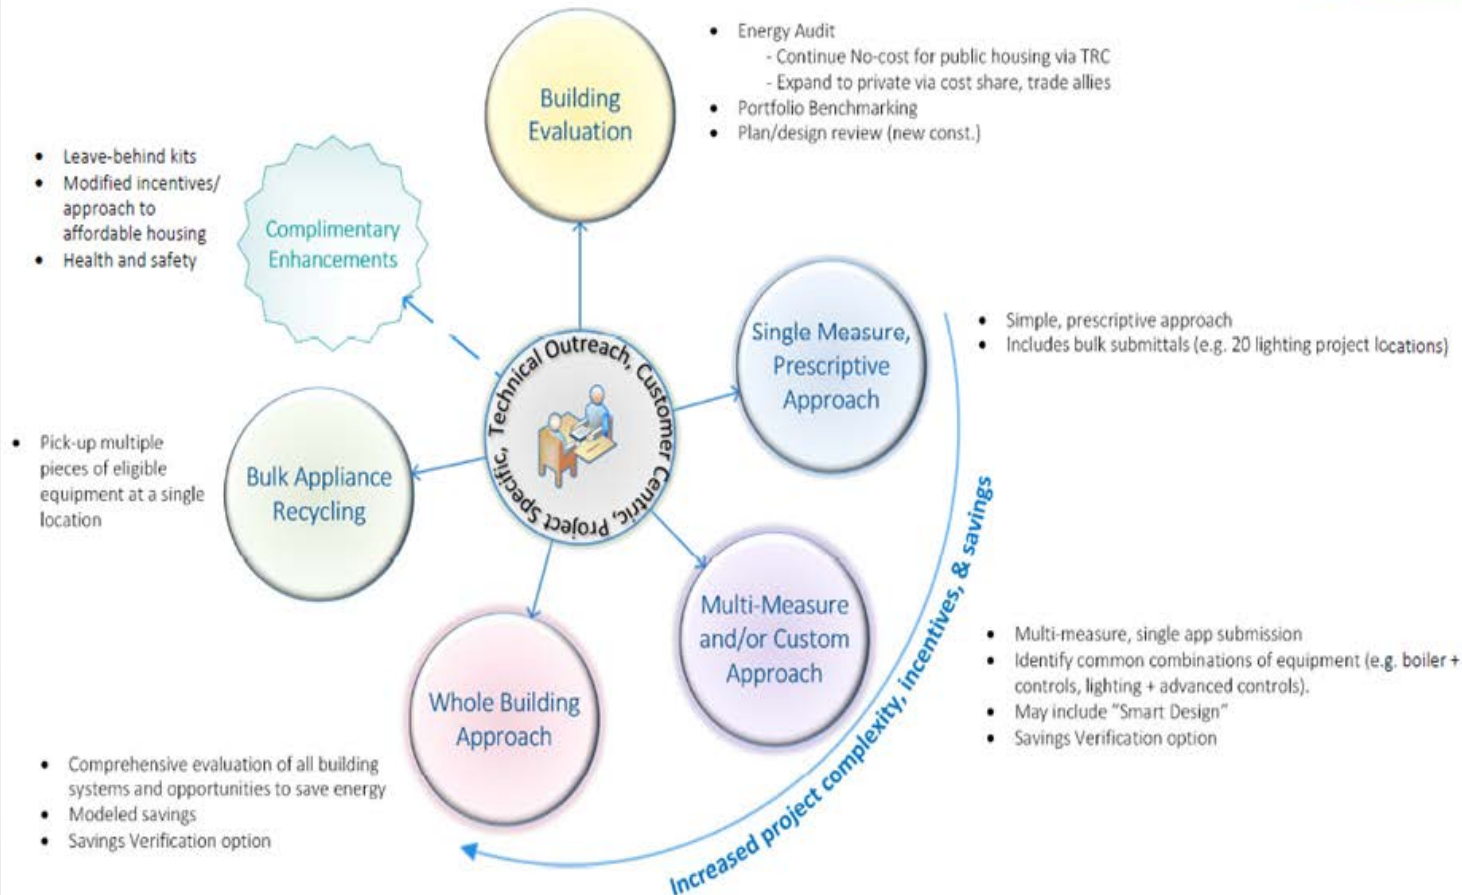 • Energy Audit
- Continue No-cost for public housing via TRC
- Expand to private via cost share, trade allies
• Portfolio Benchmarking
• Plan/design review (new const.)
Building
Evaluation
• Leave-behind kits
• Modified incentives/
approach to
affordable housing
• Health and safety
Complimentary
Enhancements
Technical Outreach, Customer Centric, Project Specific,
Single Measure,
Prescriptive
Approach
• Simple, prescriptive approach
• Includes bulk submittals (e.g. 20 lighting project locations)
• Pick-up multiple
pieces of eligible
equipment at a single
location
Bulk Appliance
Recycling
Multi-Measure
and/or Custom
Approach
• Multi-measure, single app submission
• Identify common combinations of equipment (e.g. boiler +
controls, lighting + advanced controls).
• May include "Smart Design"
• Savings Verification option
Whole Building
Approach
• Comprehensive evaluation of all building
systems and opportunities to save energy
• Modeled savings
• Savings Verification option
Increased project complexity, incentives, & savings